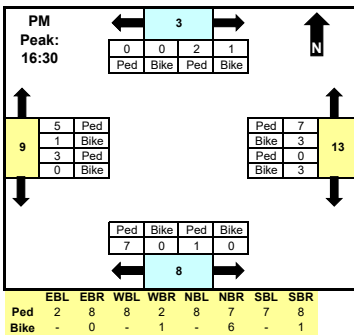 PM
Peak:
16:30
3
0 0 2 1
Ped Bike Ped Bike
N
9
5 Ped
1 Bike
3 Ped
0 Bike
Ped 7
Bike 3
Ped 0
Bike 3
13
Ped Bike Ped Bike
7 0 1 0
8
EBL EBR WBL WBR NBL NBR SBL SBR
Ped 2 8 8 2 8 7 7 8
Bike - 0 - 1 - 6 - 1